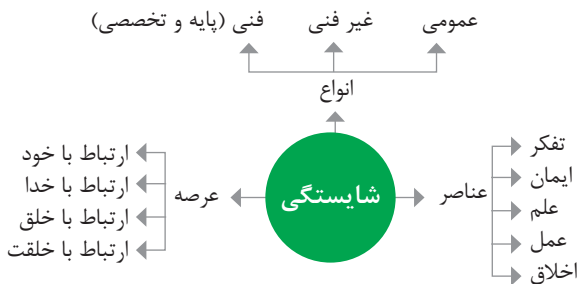 عمومی
غیر فنی
فنی (پایه و تخصصی)
انواع
شایستگی
عناصر
تفکر
ایمان
علم
عمل
اخلاق
عرصه
ارتباط با خود
ارتباط با خدا
ارتباط با خلق
ارتباط با خلقت